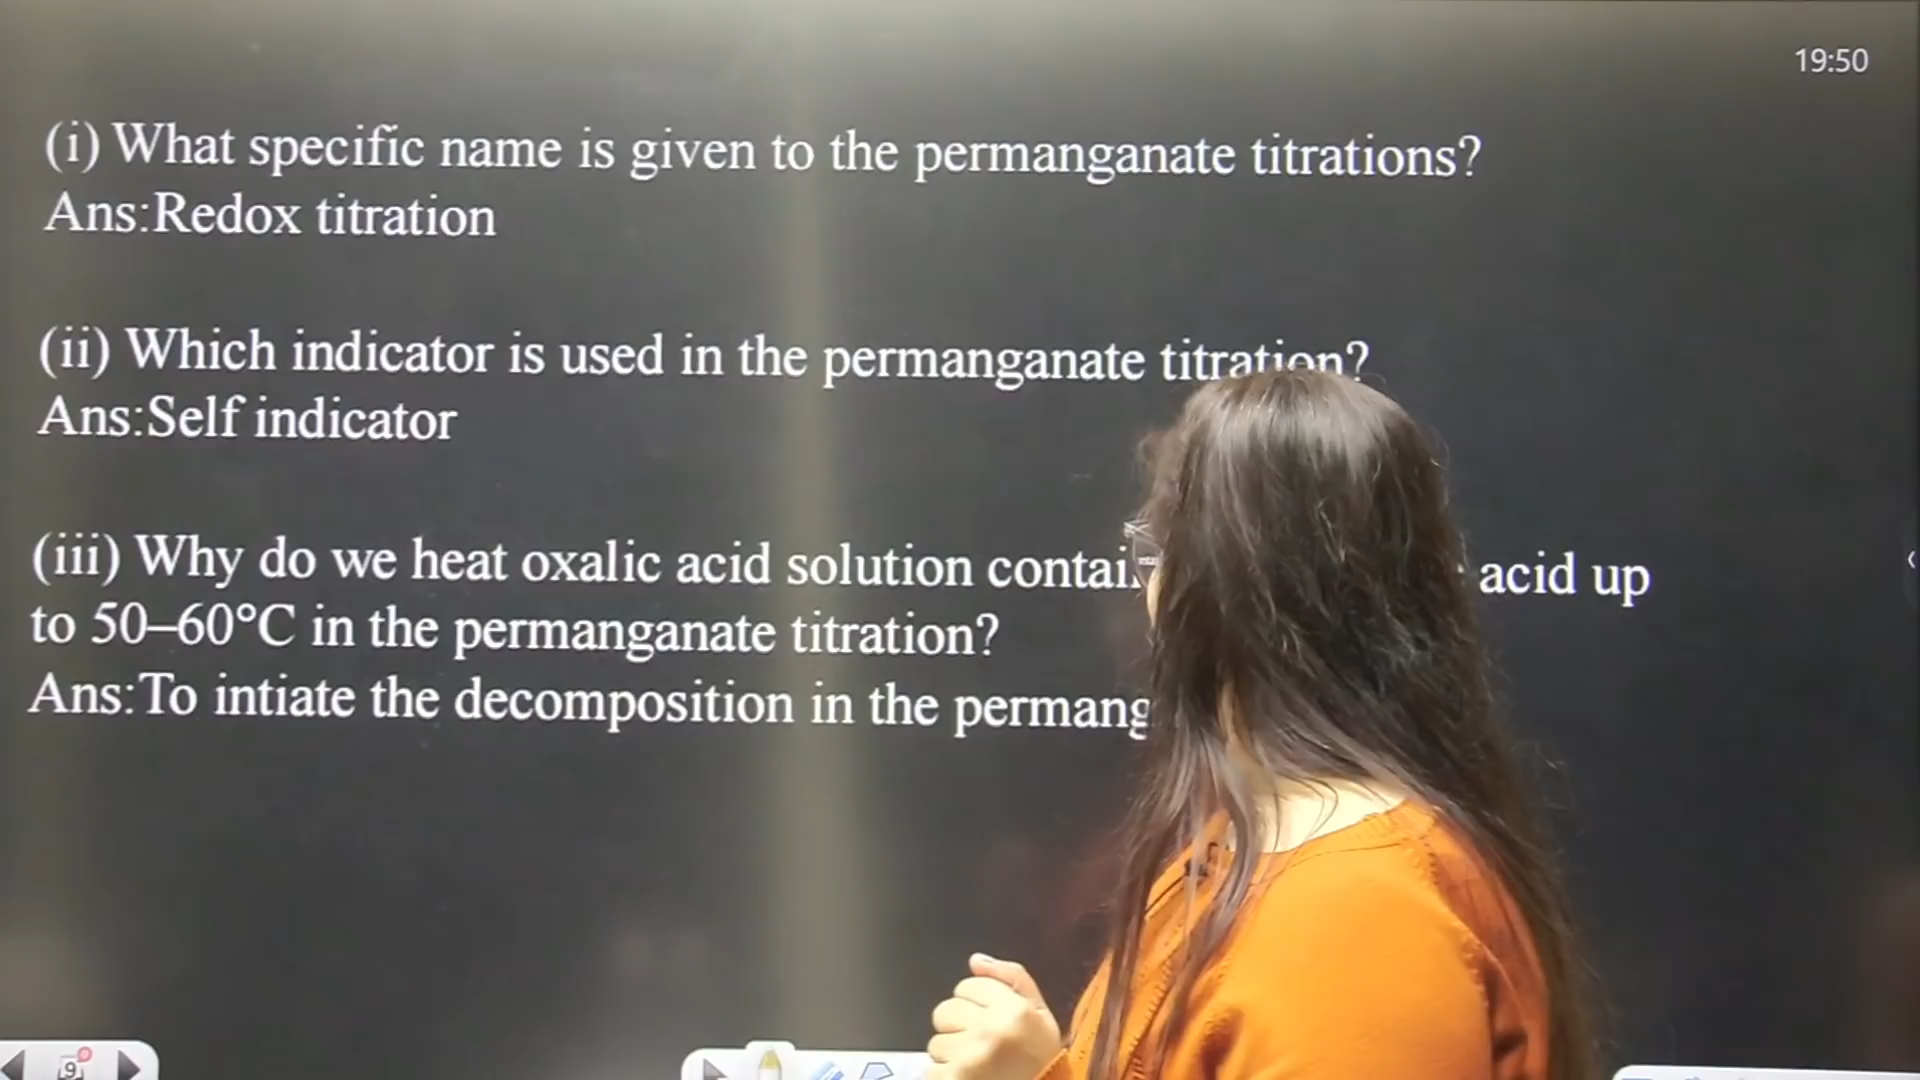 19:50
(i) What specific name is given to the permanganate titrations?
Ans:Redox titration
(ii) Which indicator is used in the permanganate titration?
Ans:Self indicator
(iii) Why do we heat oxalic acid solution acid up
to 50–60°C in the permanganate titration?
Ans:To intiate the decomposition in the
9